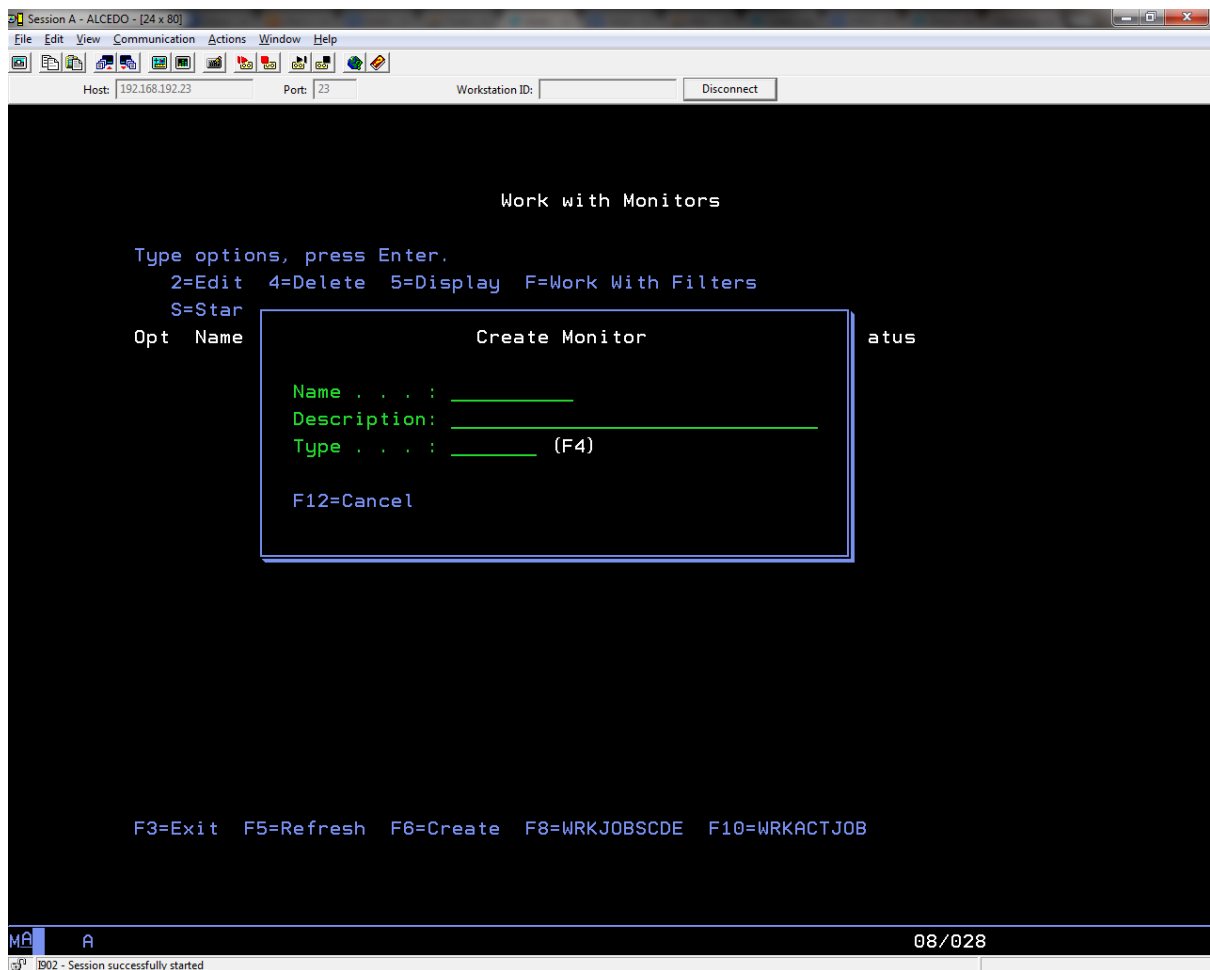 Session A - ALCEDO - [24 x 80]
File Edit View Communication Actions Window Help
Host: 192.168.192.23 Port: 23 Workstation ID: Disconnect
Work with Monitors
Type options, press Enter.
2=Edit 4=Delete 5=Display F=Work With Filters
S=Star
Opt Name Create Monitor atus
Name . . . :
Description:
Type . . . : (F4)
F12=Cancel
F3=Exit F5=Refresh F6=Create F8=WRKJOBSCDE F10=WRKACTJOB
MA A 08/028
I902 - Session successfully started